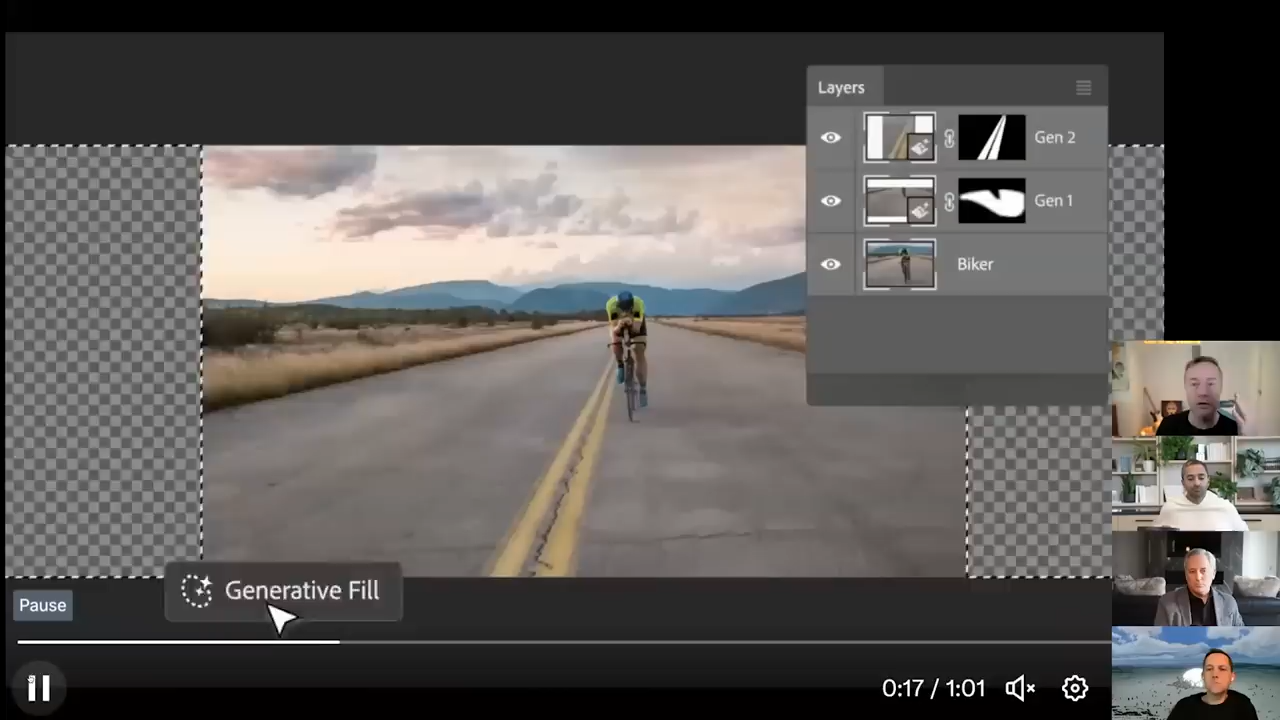 Layers
Gen 2
Gen 1
Biker
Generative Fill
Pause
0:17 / 1:01